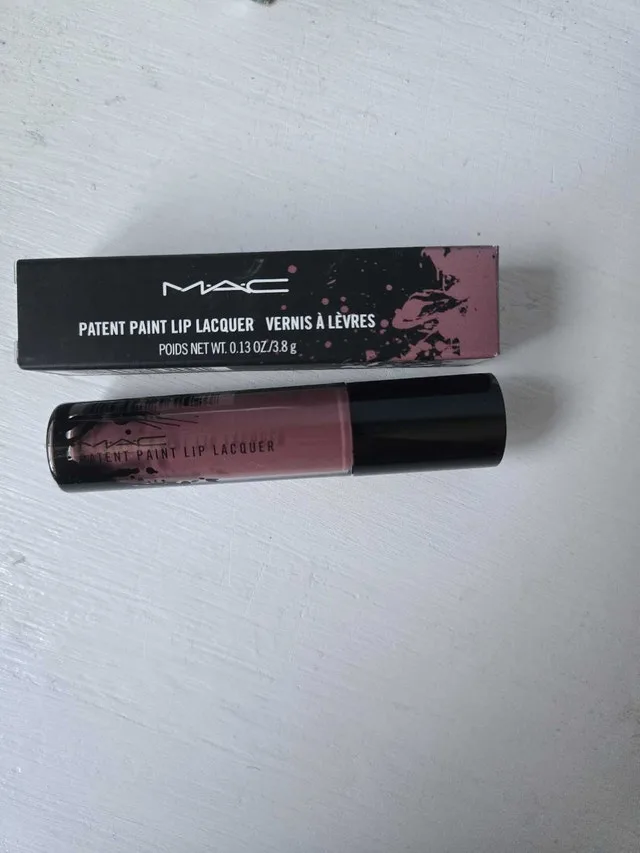 M·A·C
PATENT PAINT LIP LACQUER VERNIS À LÈVRES
POIDS NET WT. 0.13 OZ./3.8 g
M·A·C
PATENT PAINT LIP LACQUER